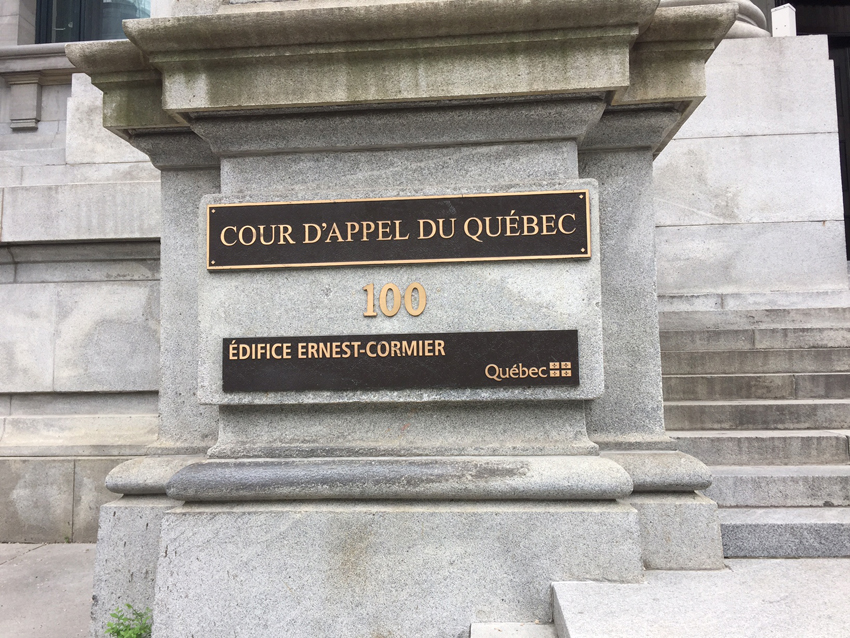 COUR D'APPEL DU QUÉBEC
100
ÉDIFICE ERNEST-CORMIER
Québec